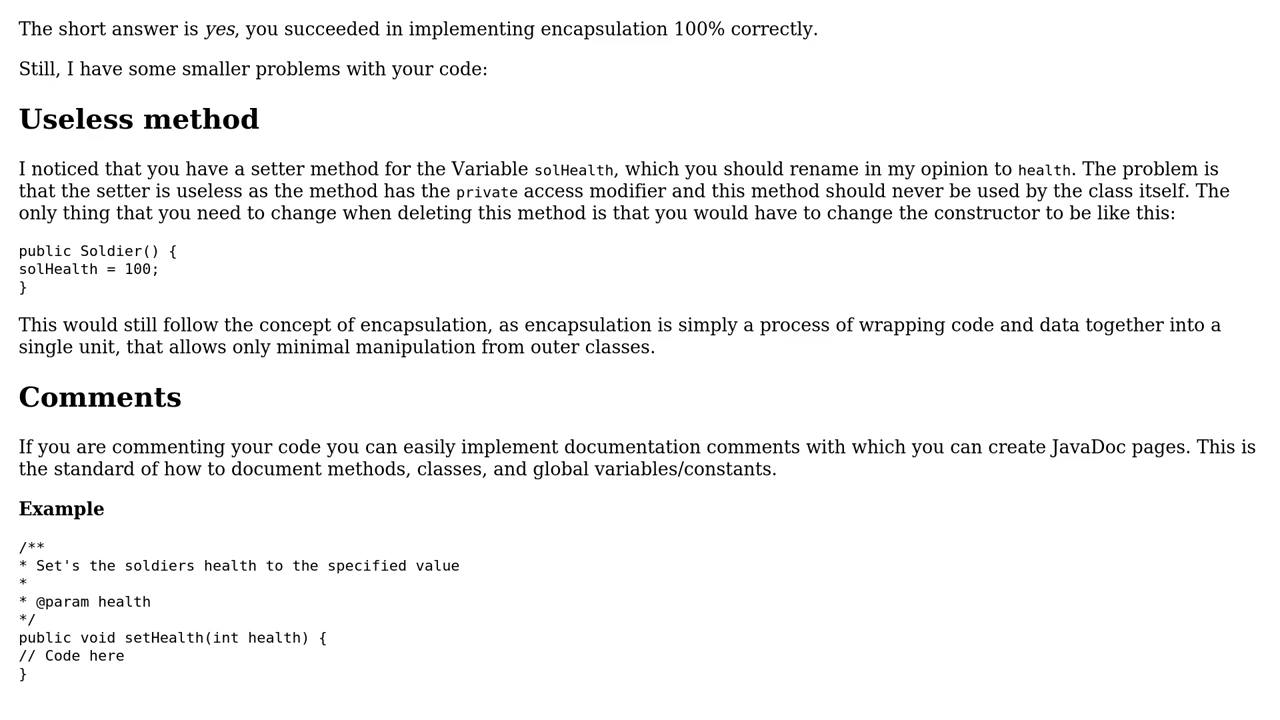 The short answer is yes, you succeeded in implementing encapsulation 100% correctly.
Still, I have some smaller problems with your code:
Useless method
I noticed that you have a setter method for the Variable solHealth, which you should rename in my opinion to health. The problem is
that the setter is useless as the method has the private access modifier and this method should never be used by the class itself. The
only thing that you need to change when deleting this method is that you would have to change the constructor to be like this:
public Soldier() {
solHealth = 100;
}
This would still follow the concept of encapsulation, as encapsulation is simply a process of wrapping code and data together into a
single unit, that allows only minimal manipulation from outer classes.
Comments
If you are commenting your code you can easily implement documentation comments with which you can create JavaDoc pages. This is
the standard of how to document methods, classes, and global variables/constants.
Example
/**
* Set's the soldiers health to the specified value
*
* @param health
*/
public void setHealth(int health) {
// Code here
}